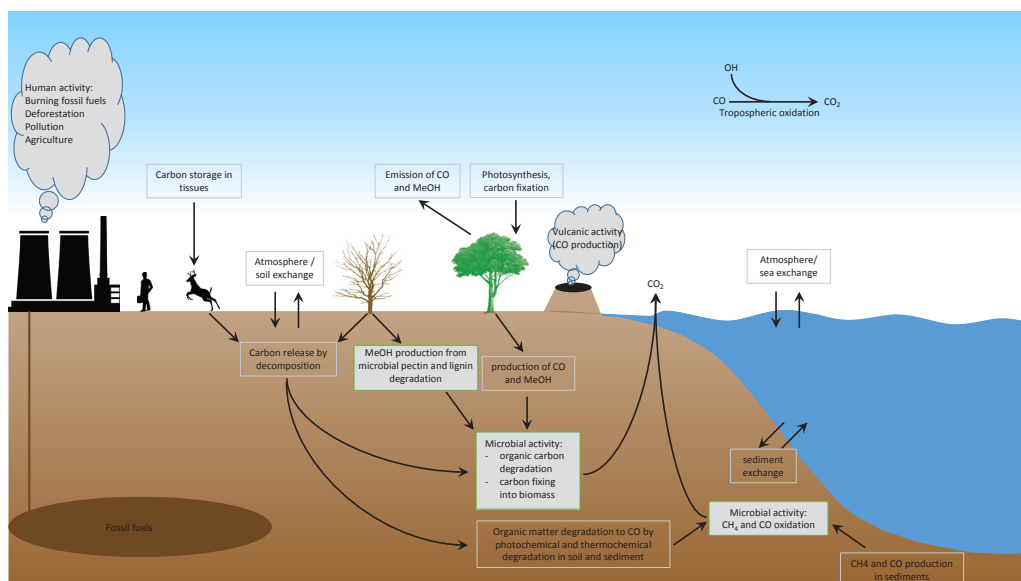 Human activity:
Burning fossil fuels
Deforestation
Pollution
Agriculture
OH
CO
CO₂
Tropospheric oxidation
Carbon storage in
tissues
Emission of CO
and MeOH
Photosynthesis,
carbon fixation
Vulcanic activity
(CO production)
Atmosphere /
soil exchange
Atmosphere/
sea exchange
CO₂
Carbon release by
decomposition
MeOH production from
microbial pectin and lignin
degradation
production of CO
and MeOH
Microbial activity:
- organic carbon
degradation
- carbon fixing
into biomass
sediment
exchange
Microbial activity:
CH₄ and CO oxidation
Fossil fuels
Organic matter degradation to CO by
photochemical and thermochemical
degradation in soil and sediment
CH4 and CO production
in sediments